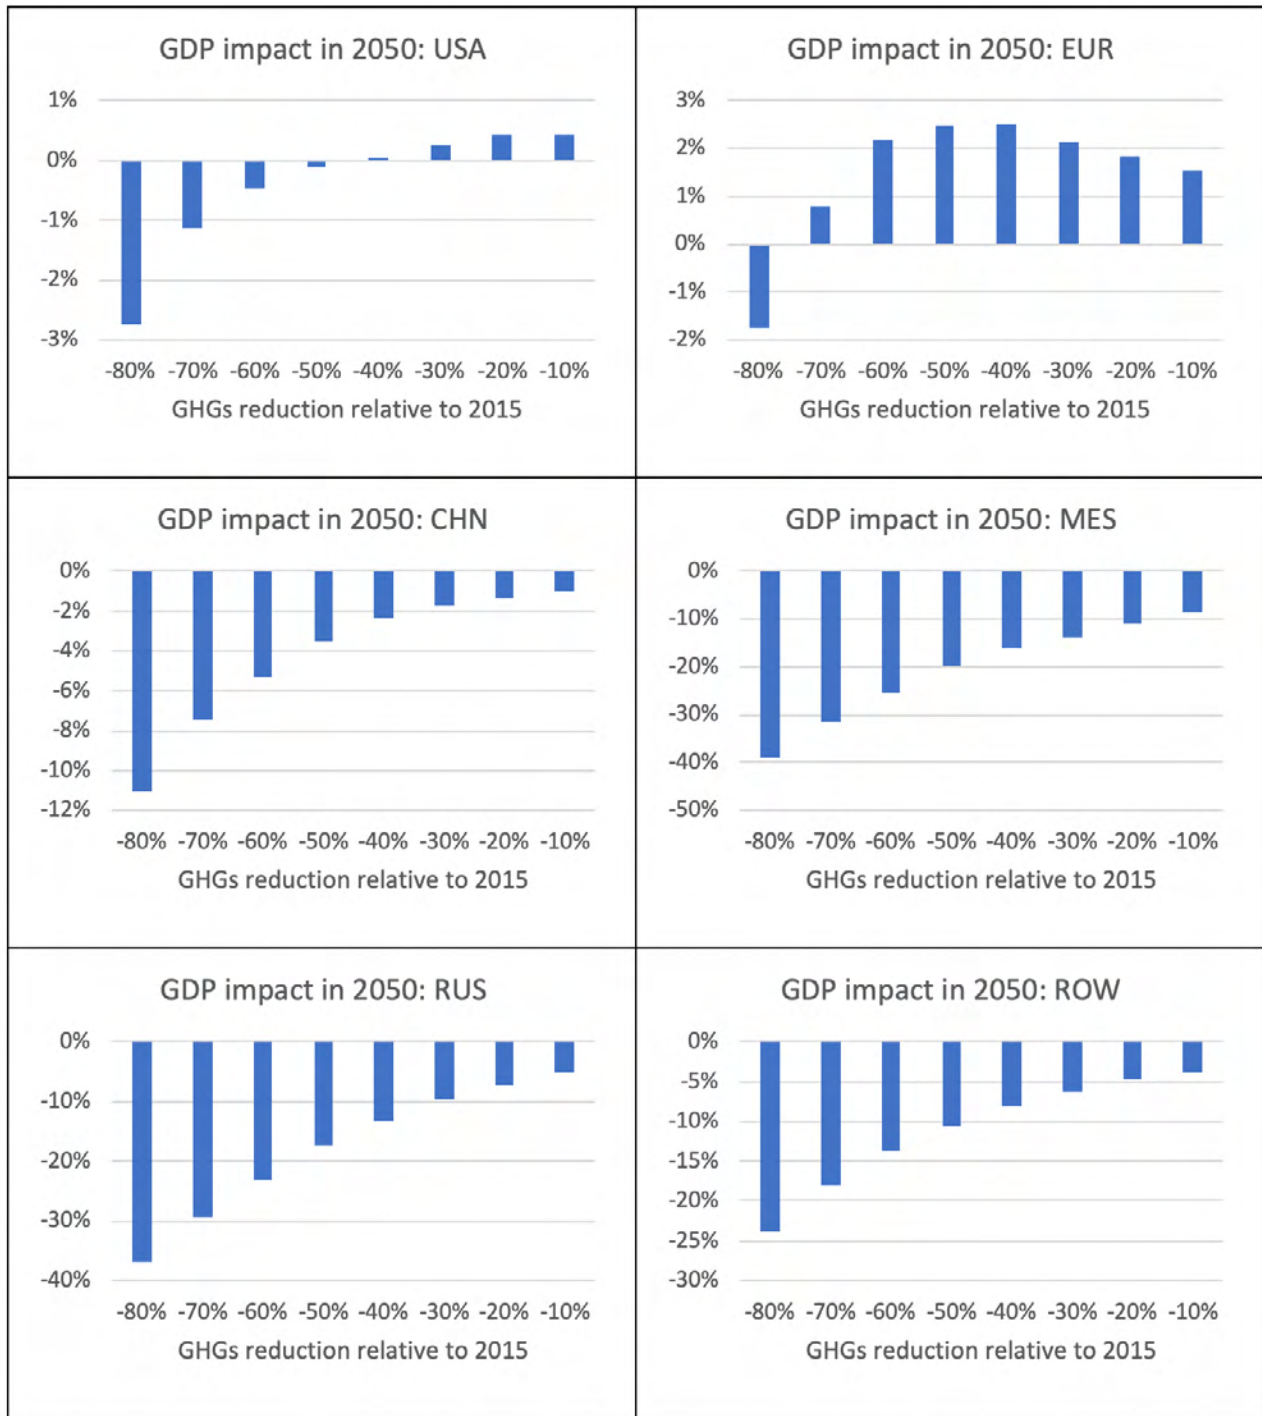 GDP impact in 2050: USA
1%
0%
-1%
-2%
-3%
-80% -70% -60% -50% -40% -30% -20% -10%
GHGs reduction relative to 2015
GDP impact in 2050: EUR
3%
2%
1%
0%
-1%
-2%
-80% -70% -60% -50% -40% -30% -20% -10%
GHGs reduction relative to 2015
GDP impact in 2050: CHN
0%
-2%
-4%
-6%
-8%
-10%
-12%
-80% -70% -60% -50% -40% -30% -20% -10%
GHGs reduction relative to 2015
GDP impact in 2050: MES
0%
-10%
-20%
-30%
-40%
-50%
-80% -70% -60% -50% -40% -30% -20% -10%
GHGs reduction relative to 2015
GDP impact in 2050: RUS
0%
-10%
-20%
-30%
-40%
-80% -70% -60% -50% -40% -30% -20% -10%
GHGs reduction relative to 2015
GDP impact in 2050: ROW
0%
-5%
-10%
-15%
-20%
-25%
-30%
-80% -70% -60% -50% -40% -30% -20% -10%
GHGs reduction relative to 2015